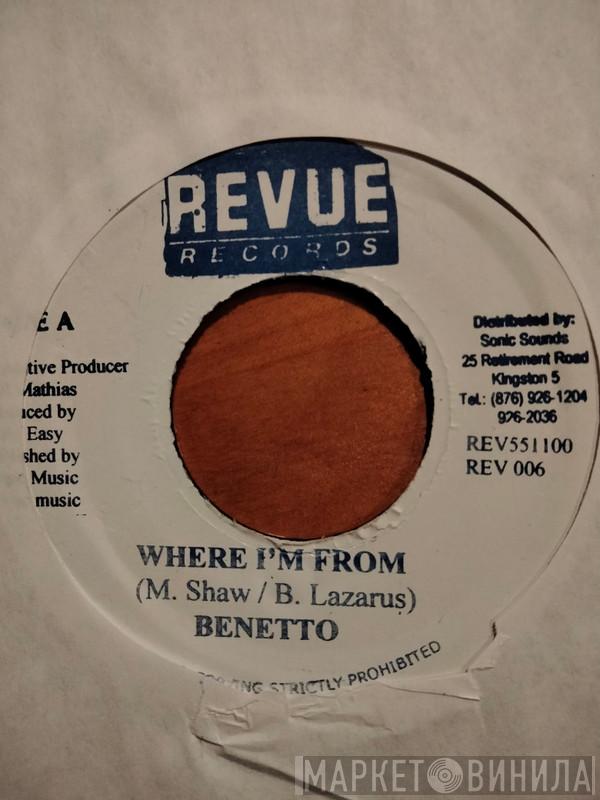 REVUE
RECORDS
E A
tive Producer
Mathias
ced by
Easy
shed by
Music
music
Distributed by:
Sonic Sounds
25 Retirement Road
Kingston 5
Tel.: (876) 926-1204
926-2036
REV551100
REV 006
WHERE I'M FROM
(M. Shaw / B. Lazarus)
BENETTO
STRICTLY PROHIBITED
МАРКЕТ ВИНИЛА